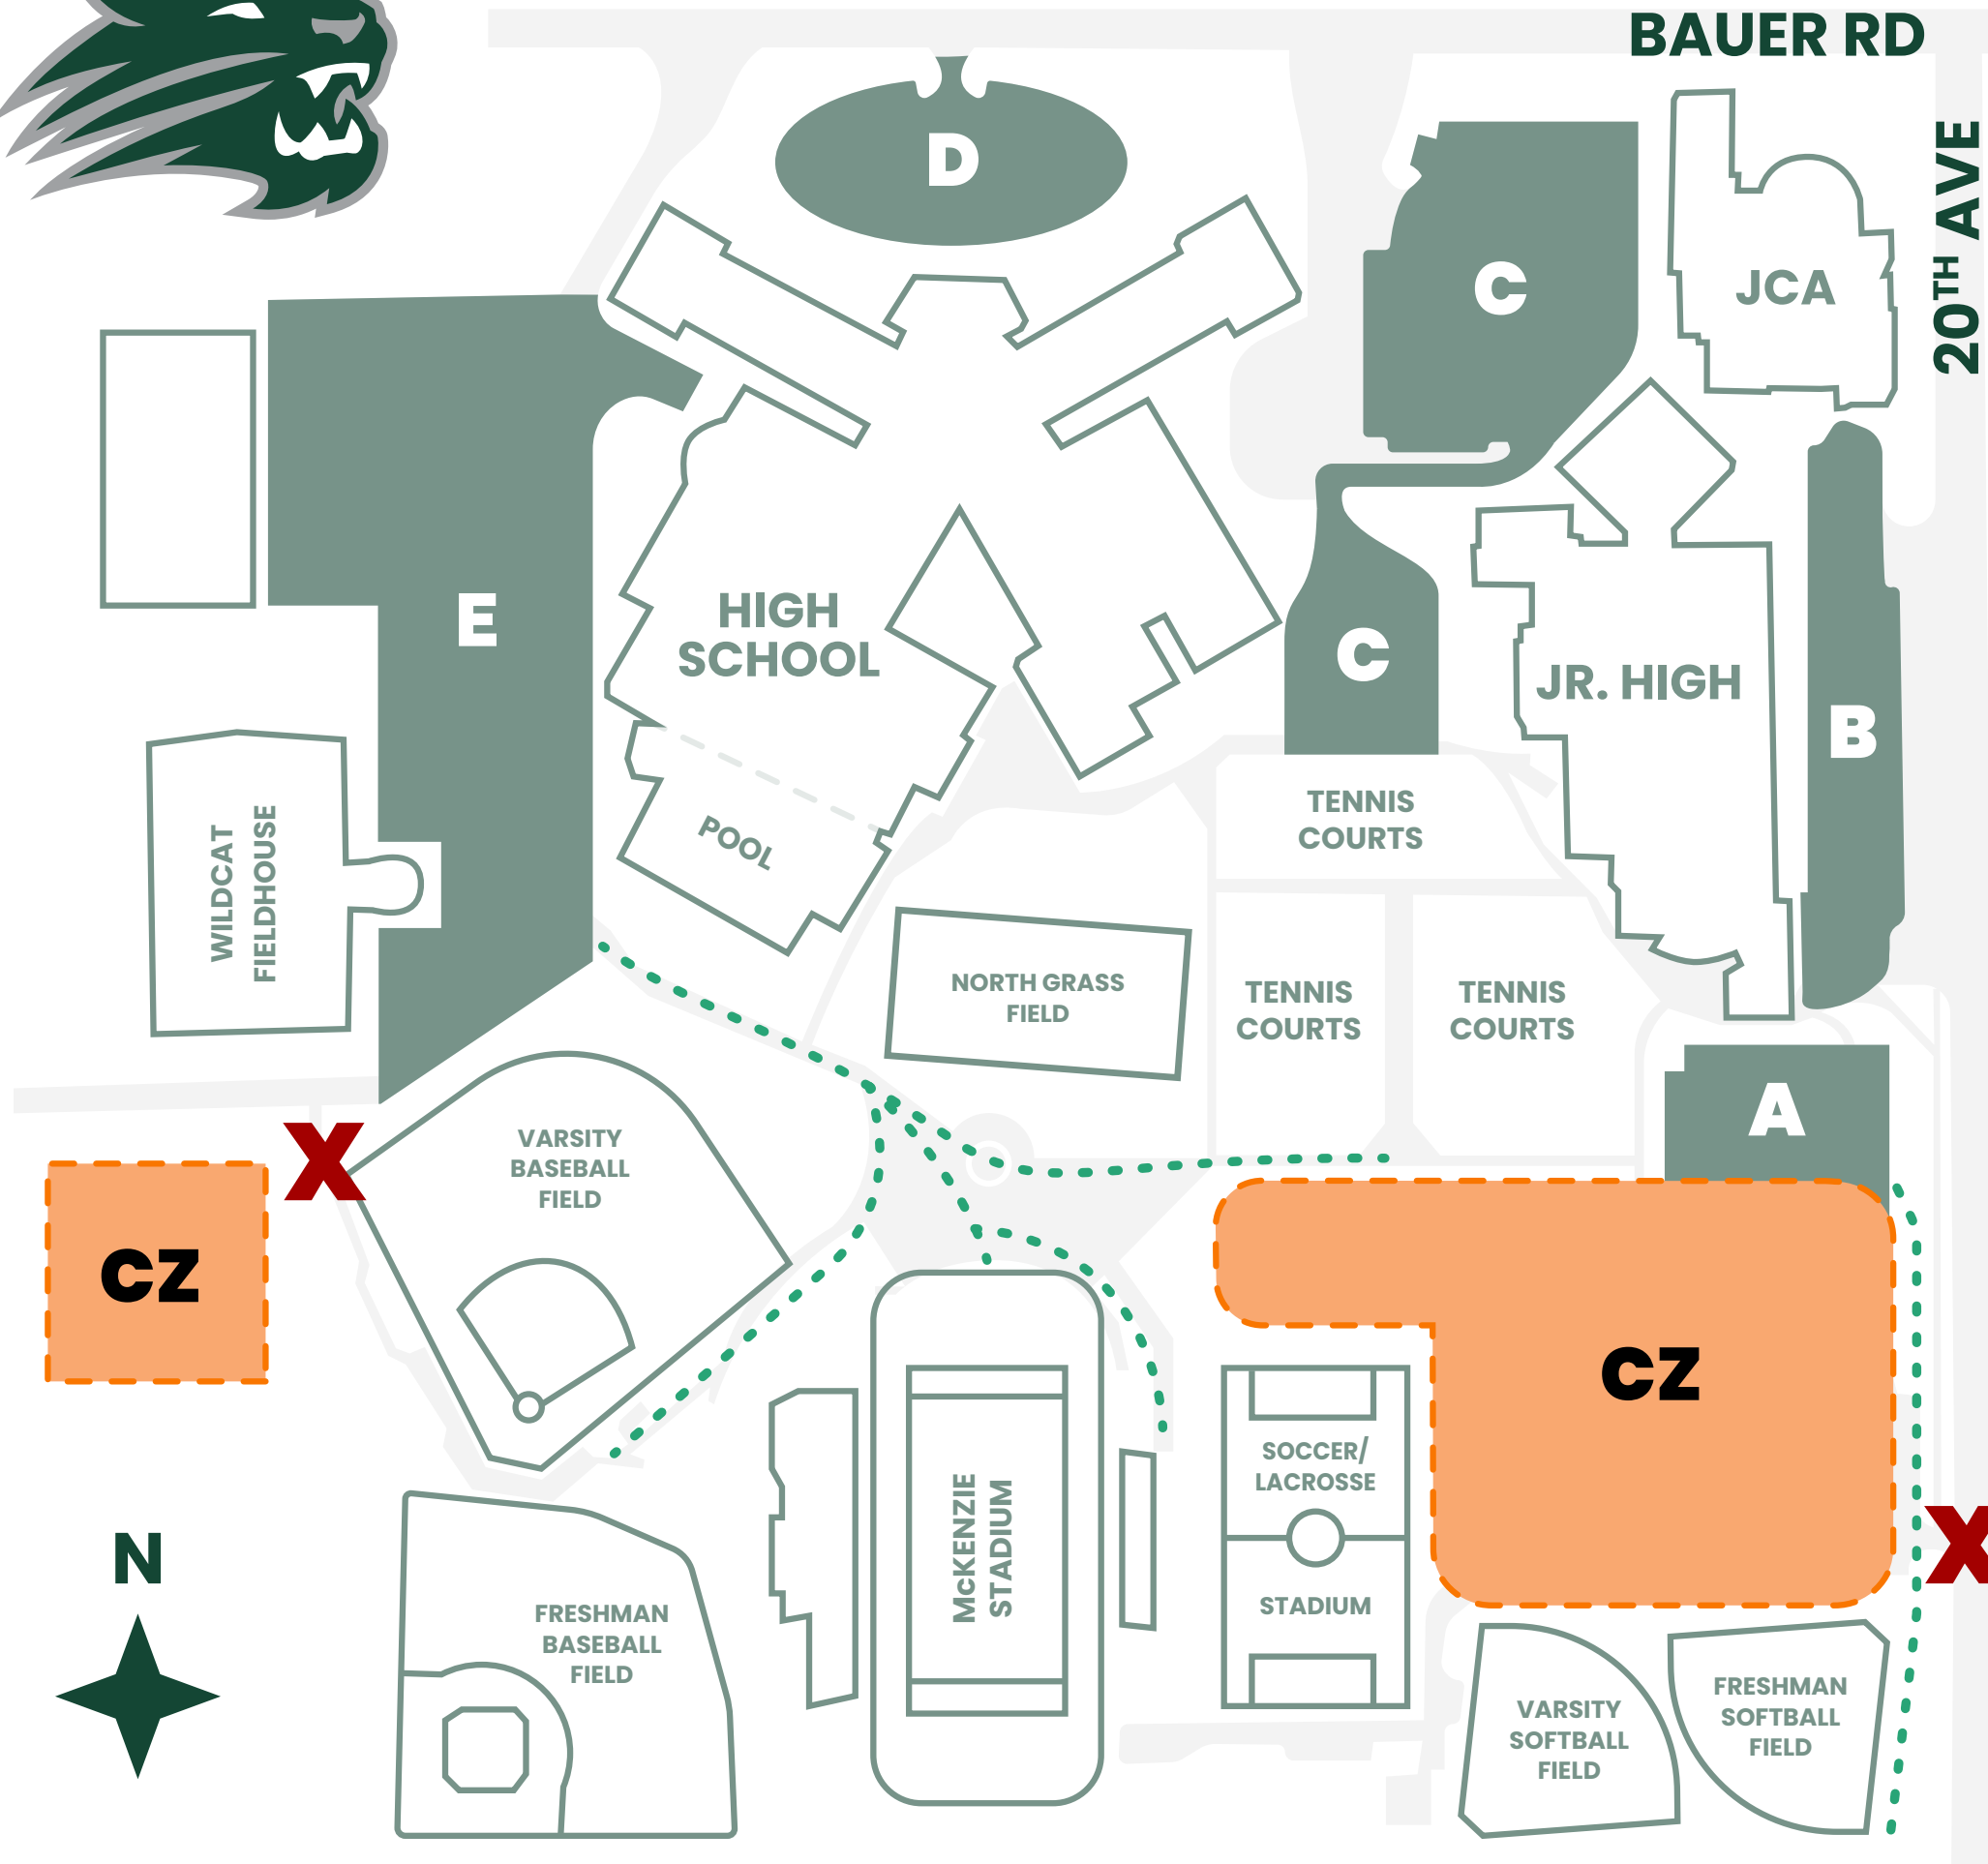 BAUER RD
20TH AVE
D
C
JCA
E
HIGH
SCHOOL
C
JR. HIGH
B
POOL
WILDCAT
FIELDHOUSE
TENNIS
COURTS
NORTH GRASS
FIELD
TENNIS
COURTS
TENNIS
COURTS
A
VARSITY
BASEBALL
FIELD
X
CZ
CZ
SOCCER/
LACROSSE
STADIUM
McKENZIE
STADIUM
X
N
FRESHMAN
BASEBALL
FIELD
VARSITY
SOFTBALL
FIELD
FRESHMAN
SOFTBALL
FIELD